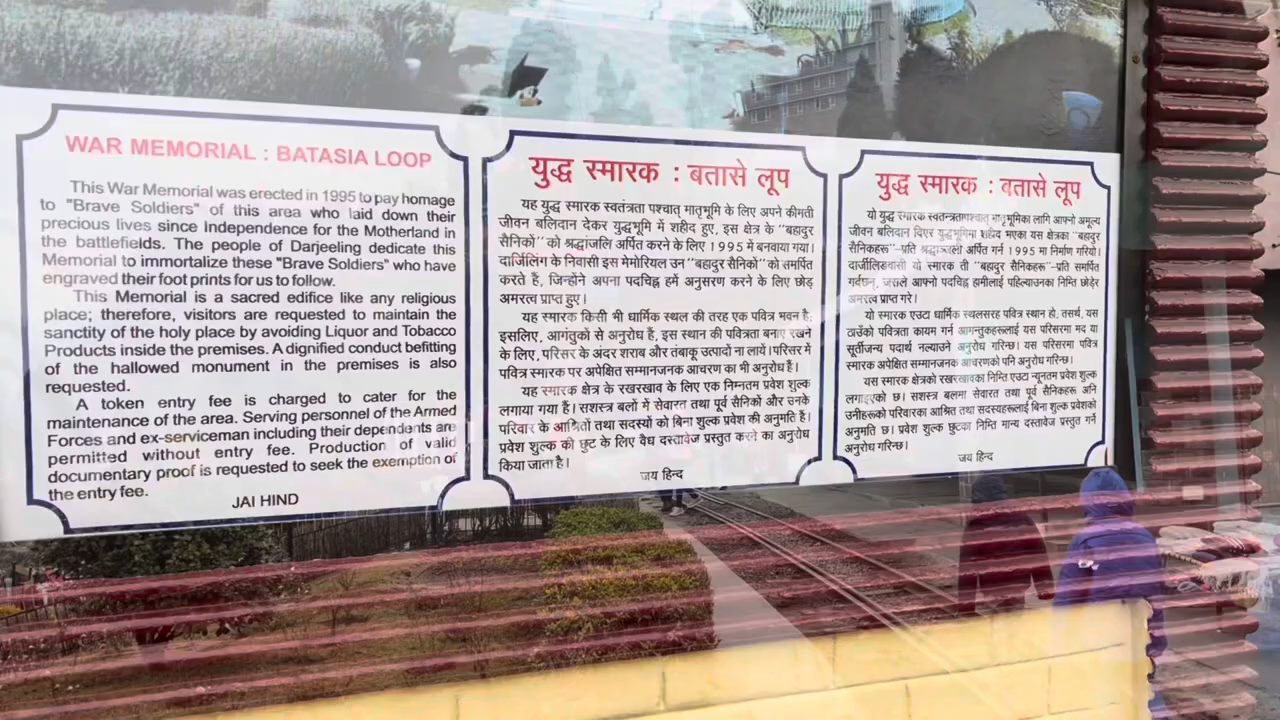 WAR MEMORIAL : BATASIA LOOP
This War Memorial was erected in 1995 to pay homage
to "Brave Soldiers" of this area who laid down their
precious lives since Independence for the Motherland in
the battlefields. The people of Darjeeling dedicate this
Memorial to immortalize these "Brave Soldiers" who have
engraved their foot prints for us to follow.
This Memorial is a sacred edifice like any religious
place; therefore, visitors are requested to maintain the
sanctity of the holy place by avoiding Liquor and Tobacco
Products inside the premises. A dignified conduct befitting
of the hallowed monument in the premises is also
requested.
A token entry fee is charged to cater for the
maintenance of the area. Serving personnel of the Armed
Forces and ex-serviceman including their dependents are
permitted without entry fee. Production of valid
documentary proof is requested to seek the exemption of
the entry fee.
JAI HIND
युद्ध स्मारक : बतासे लूप
यह युद्ध स्मारक स्वतंत्रता पश्चात् मातृभूमि के लिए अपने कीमती
जीवन बलिदान देकर युद्धभूमि में शहीद हुए, इस क्षेत्र के "बहादुर
सैनिकों" को श्रद्धांजलि अर्पित करने के लिए 1995 में बनवाया गया।
दार्जिलिंग के निवासी इस मेमोरियल उन "बहादुर सैनिकों" को समर्पित
करते हैं, जिन्होंने अपना पदचिह्न हमें अनुसरण करने के लिए छोड़
अमरत्व प्राप्त हुए।
यह स्मारक किसी भी धार्मिक स्थल की तरह एक पवित्र भवन है,
इसलिए, आगंतुकों से अनुरोध हैं, इस स्थान की पवित्रता बनाए रखने
के लिए, परिसर के अंदर शराब और तंबाकू उत्पादों ना लायें। परिसर में
पवित्र स्मारक पर अपेक्षित सम्मानजनक आचरण का भी अनुरोध है।
यह स्मारक क्षेत्र के रखरखाव के लिए एक निम्नतम प्रवेश शुल्क
लगाया गया है। सशस्त्र बलों में सेवारत तथा पूर्व सैनिकों और उनके
परिवार के आश्रितों तथा सदस्यों को बिना शुल्क प्रवेश की अनुमति है।
प्रवेश शुल्क की छुट के लिए वैध दस्तावेज प्रस्तुत करने का अनुरोध
किया जाता है।
जय हिन्द
युद्ध स्मारक : बतासे लूप
यो युद्ध स्मारक स्वतन्त्रतापश्चात् मातृभूमिका लागि आफ्नो अमूल्य
जीवन बलिदान दिएर युद्धभूमिमा शहिद भएका यस क्षेत्रका "बहादुर
सैनिकहरू"–प्रति श्रद्धाञ्जली अर्पित गर्न 1995 मा निर्माण गरियो।
दार्जीलिङवासी यो स्मारक ती "बहादुर सैनिकहरू"–प्रति समर्पित
गर्दछन्, जसले आफ्नो पदचिह्न हामीलाई पहिल्याउनका निम्ति छोडेर
अमरत्व प्राप्त गरे।
यो स्मारक एउटा धार्मिक स्थलसरह पवित्र स्थान हो, तसर्थ, यस
ठाउँको पवित्रता कायम गर्न आगन्तुकहरूलाई यस परिसरमा मद या
सूर्तीजन्य पदार्थ नल्याउने अनुरोध गरिन्छ। यस परिसरमा पवित्र
स्मारक अपेक्षित सम्मानजनक आचरणको पनि अनुरोध गरिन्छ।
यस स्मारक क्षेत्रको रखरखावका निम्ति एउटा न्यूनतम प्रवेश शुल्क
लगाइएको छ। सशस्त्र बलमा सेवारत तथा पूर्व सैनिकहरू अनि
उनीहरूको परिवारका आश्रित तथा सदस्यहरूलाई बिना शुल्क प्रवेशको
अनुमति छ। प्रवेश शुल्क छुटका निम्ति मान्य दस्तावेज प्रस्तुत गर्न
अनुरोध गरिन्छ।
जय हिन्द